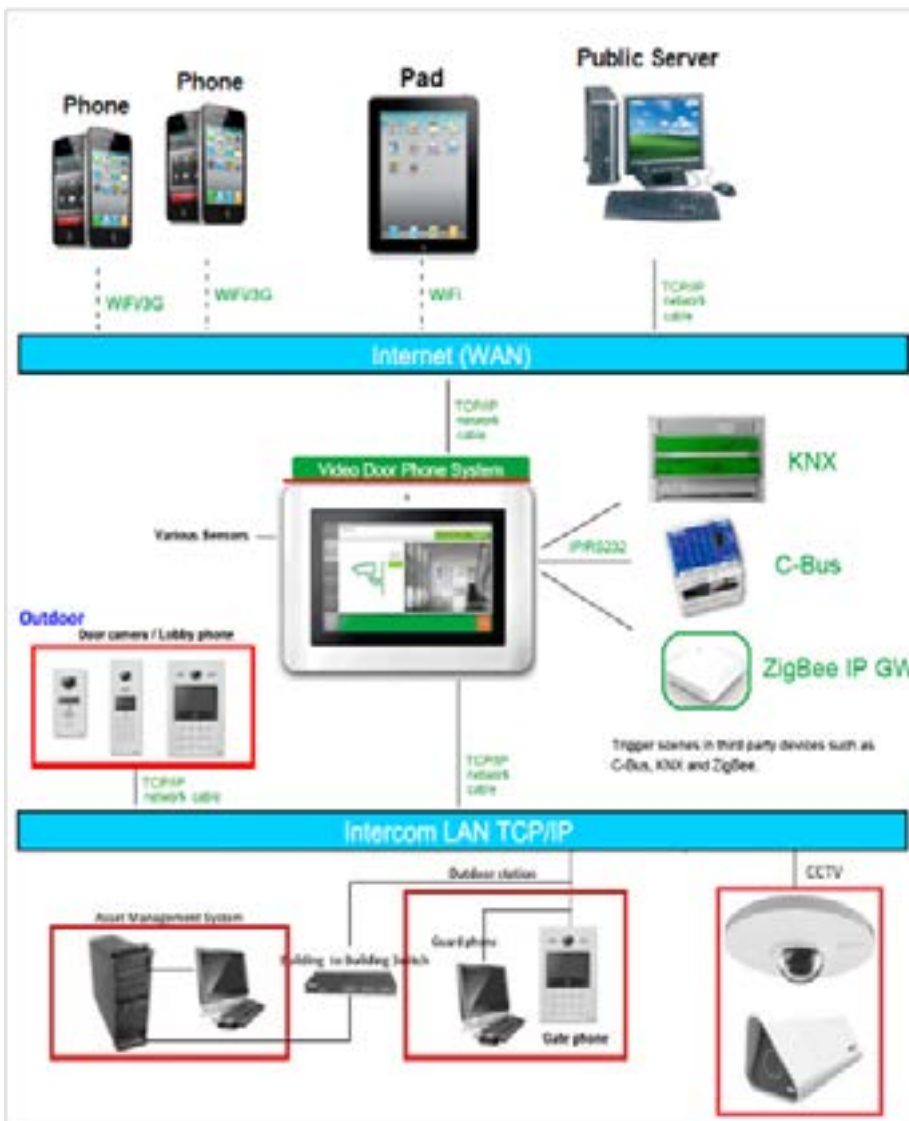 Phone
Phone
Pad
Public Server
WiFi/3G
WiFi/3G
WiFi
TCP/IP
network
cable
Internet (WAN)
TCP/IP
network
cable
Video Door Phone System
KNX
Various Sensors
IP/RS232
C-Bus
Outdoor
Door camera / Lobby phone
ZigBee IP GW
Trigger scenes in third party devices such as
C-Bus, KNX and ZigBee.
TCP/IP
network cable
TCP/IP
network
cable
Intercom LAN TCP/IP
Outdoor station
CCTV
Asset Management System
Guard phone
Building to Building Switch
Gate phone